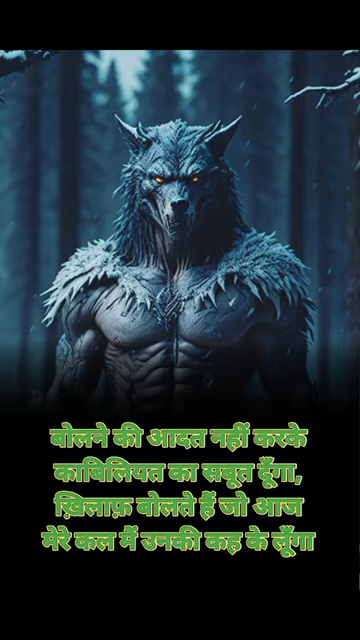 बोलने की आदत नहीं करके
काबिलियत का सबूत दूँगा,
ख़िलाफ़ बोलते हैं जो आज
मेरे कल मैं उनकी कह के लूँगा